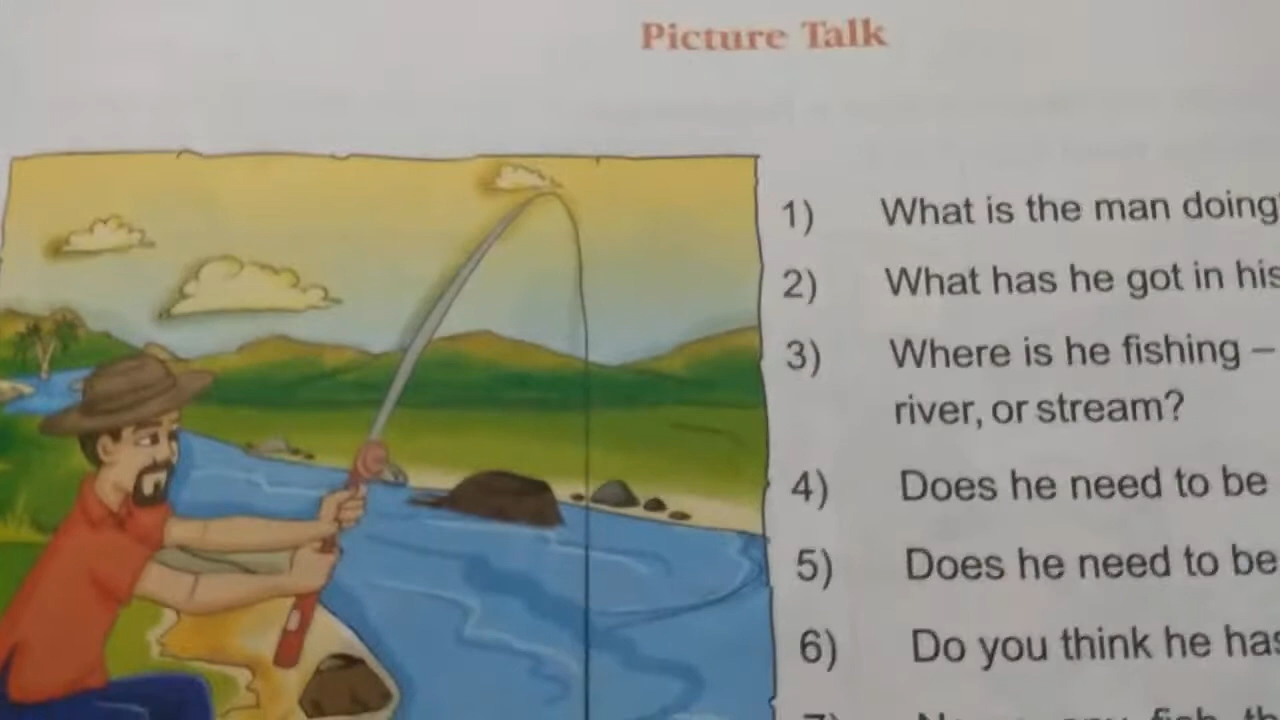 Picture Talk
1) What is the man doing
2) What has he got in his
3) Where is he fishing –
river, or stream?
4) Does he need to be
5) Does he need to be
6) Do you think he has